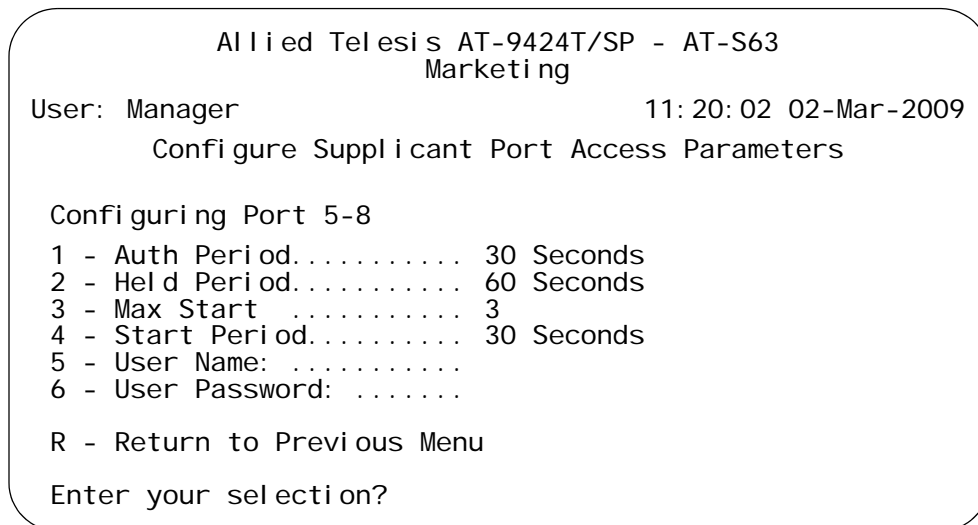 Allied Telesis AT-9424T/SP - AT-S63
Marketing
User: Manager 11:20:02 02-Mar-2009
Configure Supplicant Port Access Parameters
Configuring Port 5-8
1 - Auth Period........... 30 Seconds
2 - Held Period........... 60 Seconds
3 - Max Start ........... 3
4 - Start Period.......... 30 Seconds
5 - User Name: ...........
6 - User Password: .......
R - Return to Previous Menu
Enter your selection?